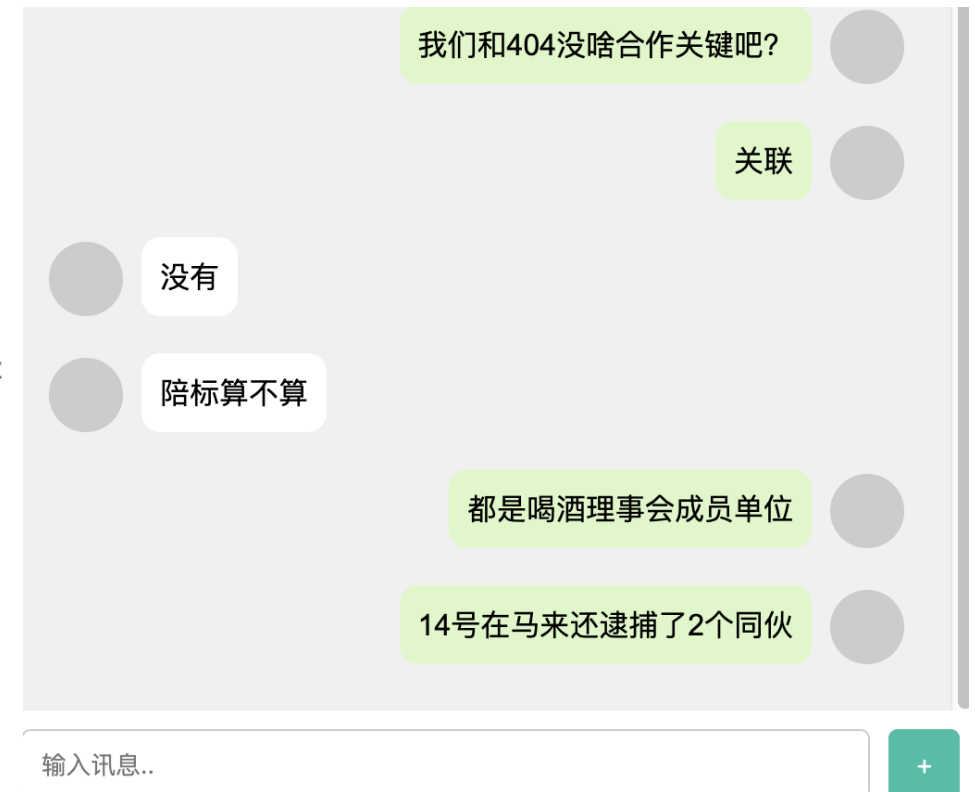 我们和404没啥合作关键吧?
关联
没有
陪标算不算
都是喝酒理事会成员单位
14号在马来还逮捕了2个同伙
输入讯息..
+